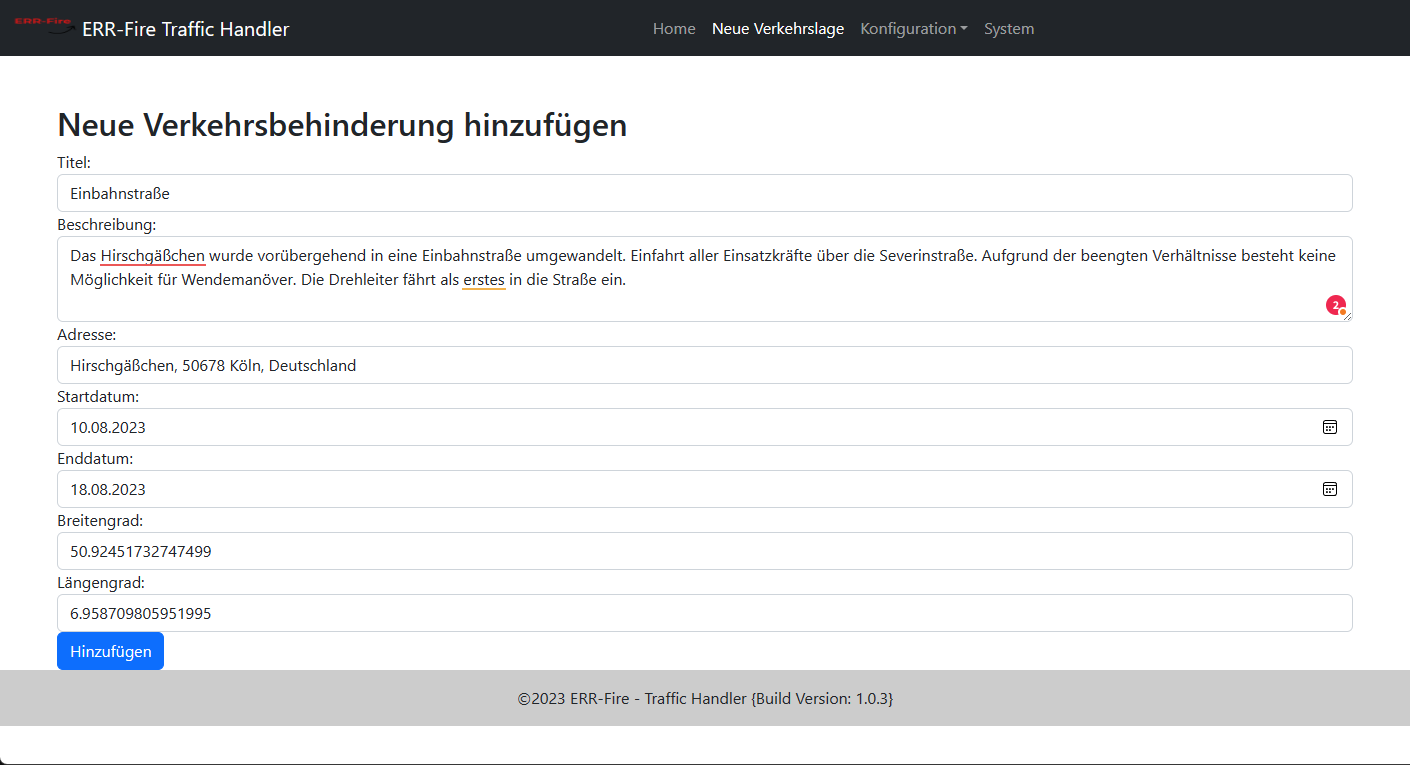 ERR-Fire
ERR-Fire Traffic Handler
Home Neue Verkehrslage Konfiguration System
Neue Verkehrsbehinderung hinzufügen
Titel:
Einbahnstraße
Beschreibung:
Das Hirschgäßchen wurde vorübergehend in eine Einbahnstraße umgewandelt. Einfahrt aller Einsatzkräfte über die Severinstraße. Aufgrund der beengten Verhältnisse besteht keine
Möglichkeit für Wendemanöver. Die Drehleiter fährt als erstes in die Straße ein.
2
Adresse:
Hirschgäßchen, 50678 Köln, Deutschland
Startdatum:
10.08.2023
Enddatum:
18.08.2023
Breitengrad:
50.92451732747499
Längengrad:
6.958709805951995
Hinzufügen
©2023 ERR-Fire - Traffic Handler {Build Version: 1.0.3}